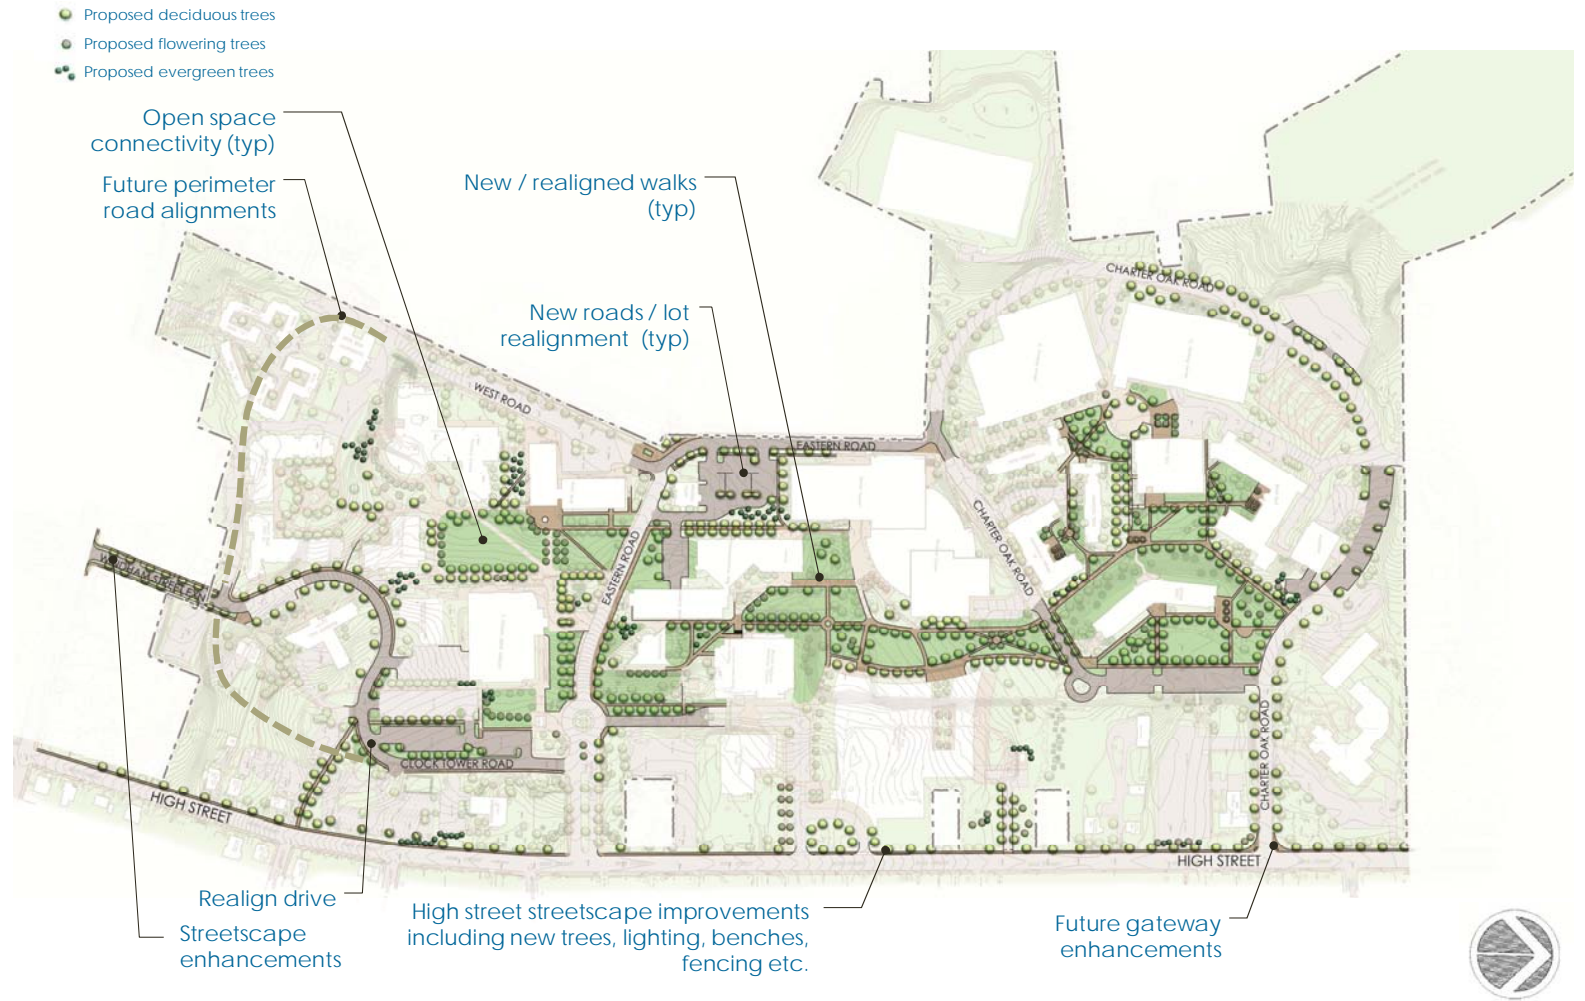 Proposed deciduous trees
Proposed flowering trees
Proposed evergreen trees
Open space
connectivity (typ)
Future perimeter
road alignments
New / realigned walks
(typ)
New roads / lot
realignment (typ)
CHARTER OAK ROAD
WEST ROAD
EASTERN ROAD
CHARTER OAK ROAD
EASTERN ROAD
CLOCK TOWER ROAD
CHARTER OAK ROAD
HIGH STREET
HIGH STREET
Realign drive
Streetscape
enhancements
High street streetscape improvements
including new trees, lighting, benches,
fencing etc.
Future gateway
enhancements